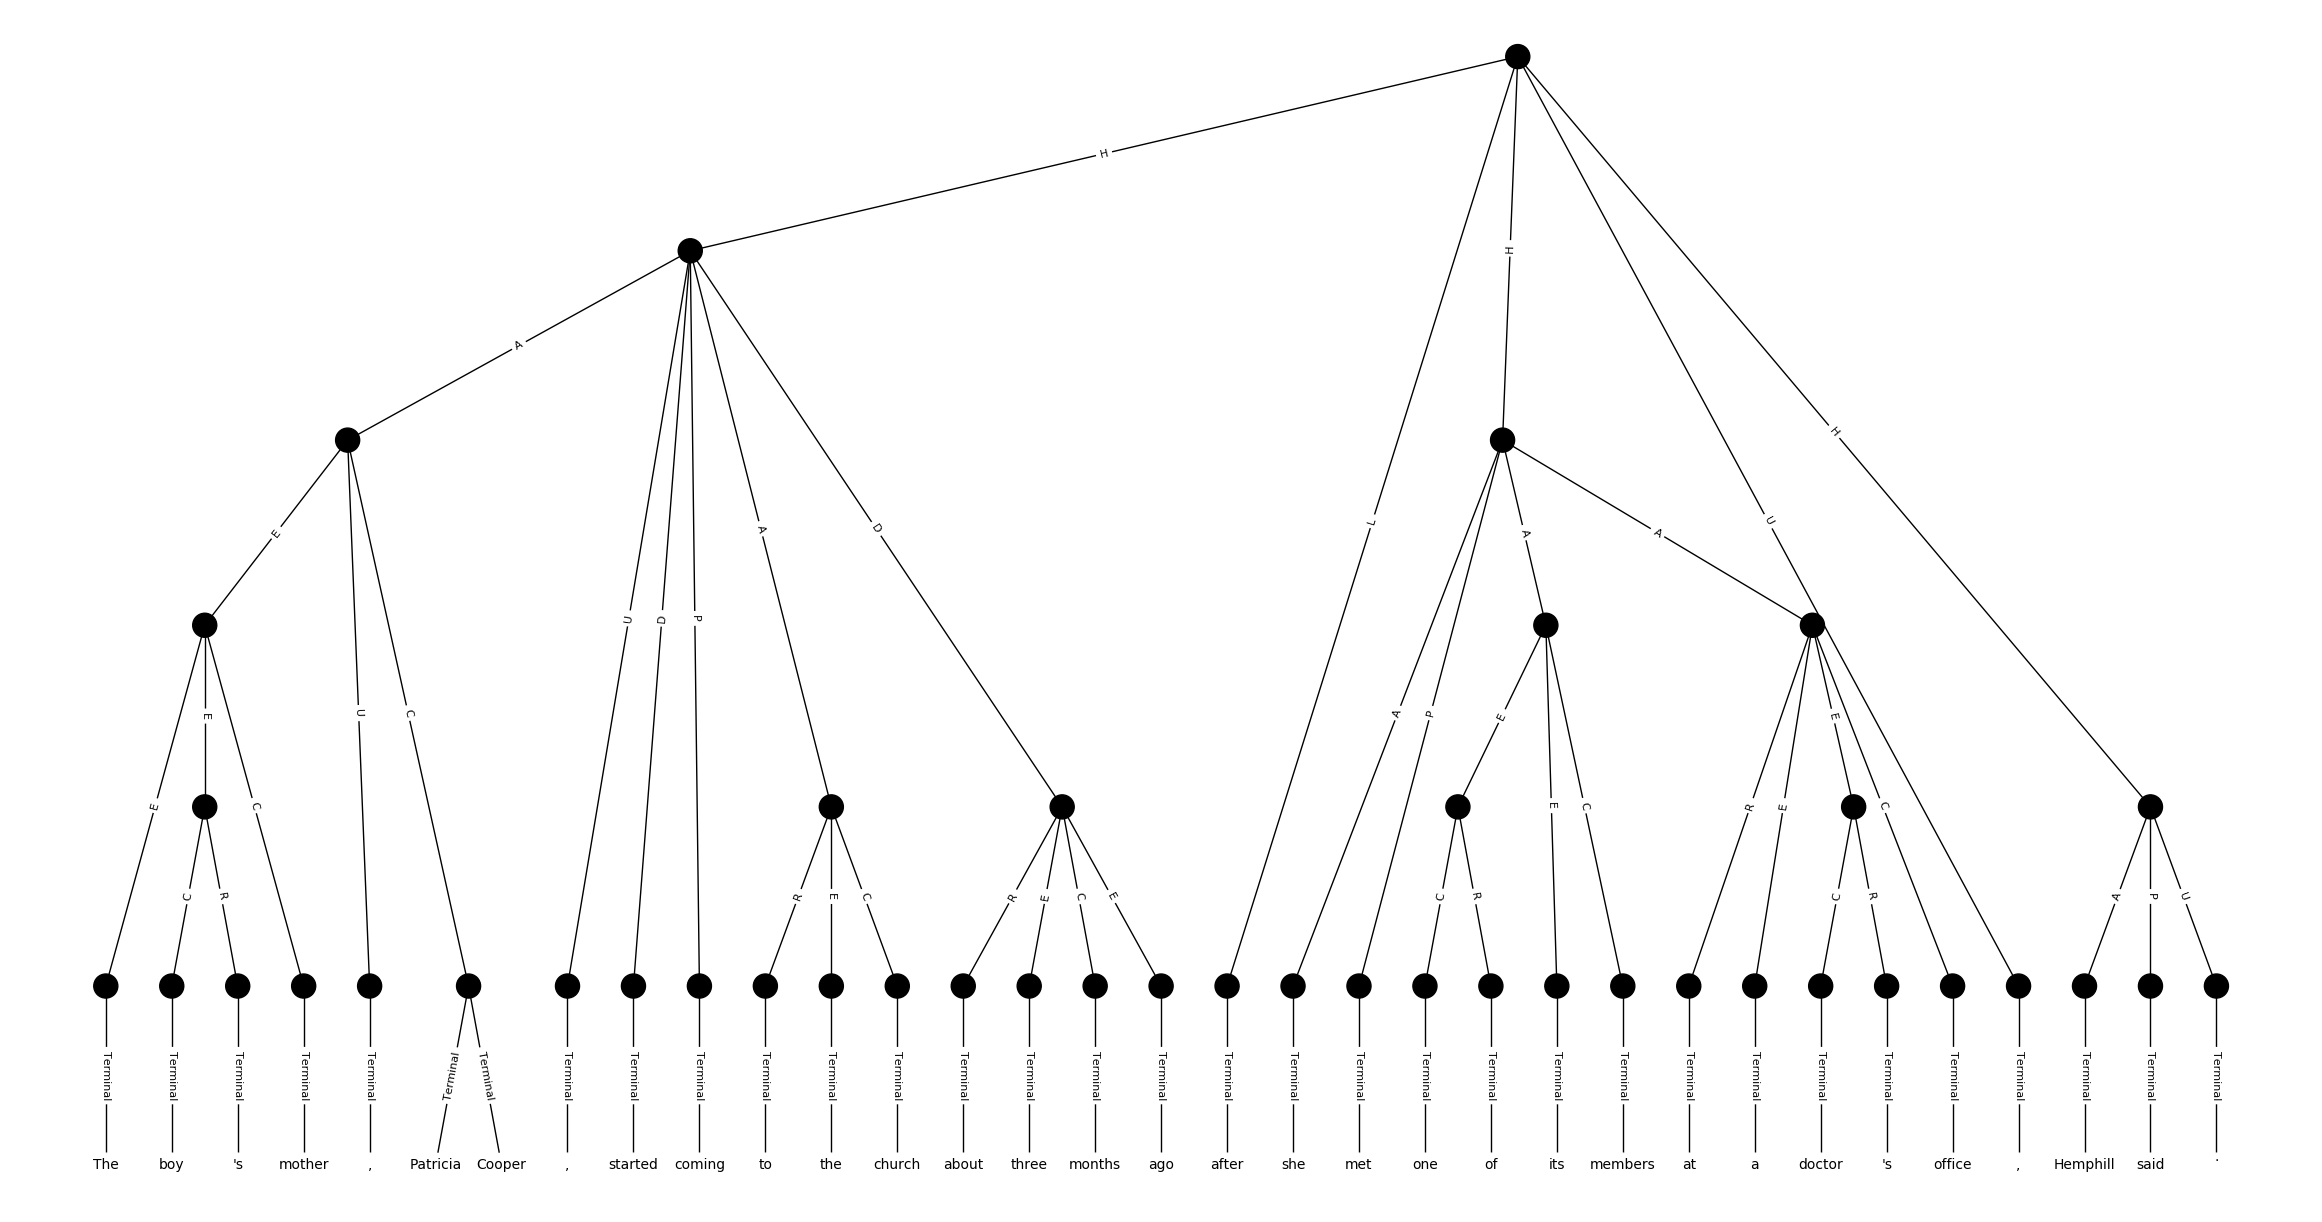 H
H
A
H
L
U
E
A
A
D
A
U
D
P
E
U
C
A
P
E
E
E
C
E
E
C
R
E
C
C
R
R
E
C
R
E
C
E
C
R
C
R
A
P
U
Terminal Terminal Terminal Terminal Terminal Terminal Terminal Terminal Terminal Terminal Terminal Terminal Terminal Terminal Terminal Terminal Terminal Terminal Terminal Terminal Terminal Terminal Terminal Terminal Terminal Terminal Terminal Terminal Terminal Terminal Terminal Terminal Terminal
The boy 's mother , Patricia Cooper , started coming to the church about three months ago after she met one of its members at a doctor 's office , Hemphill said .